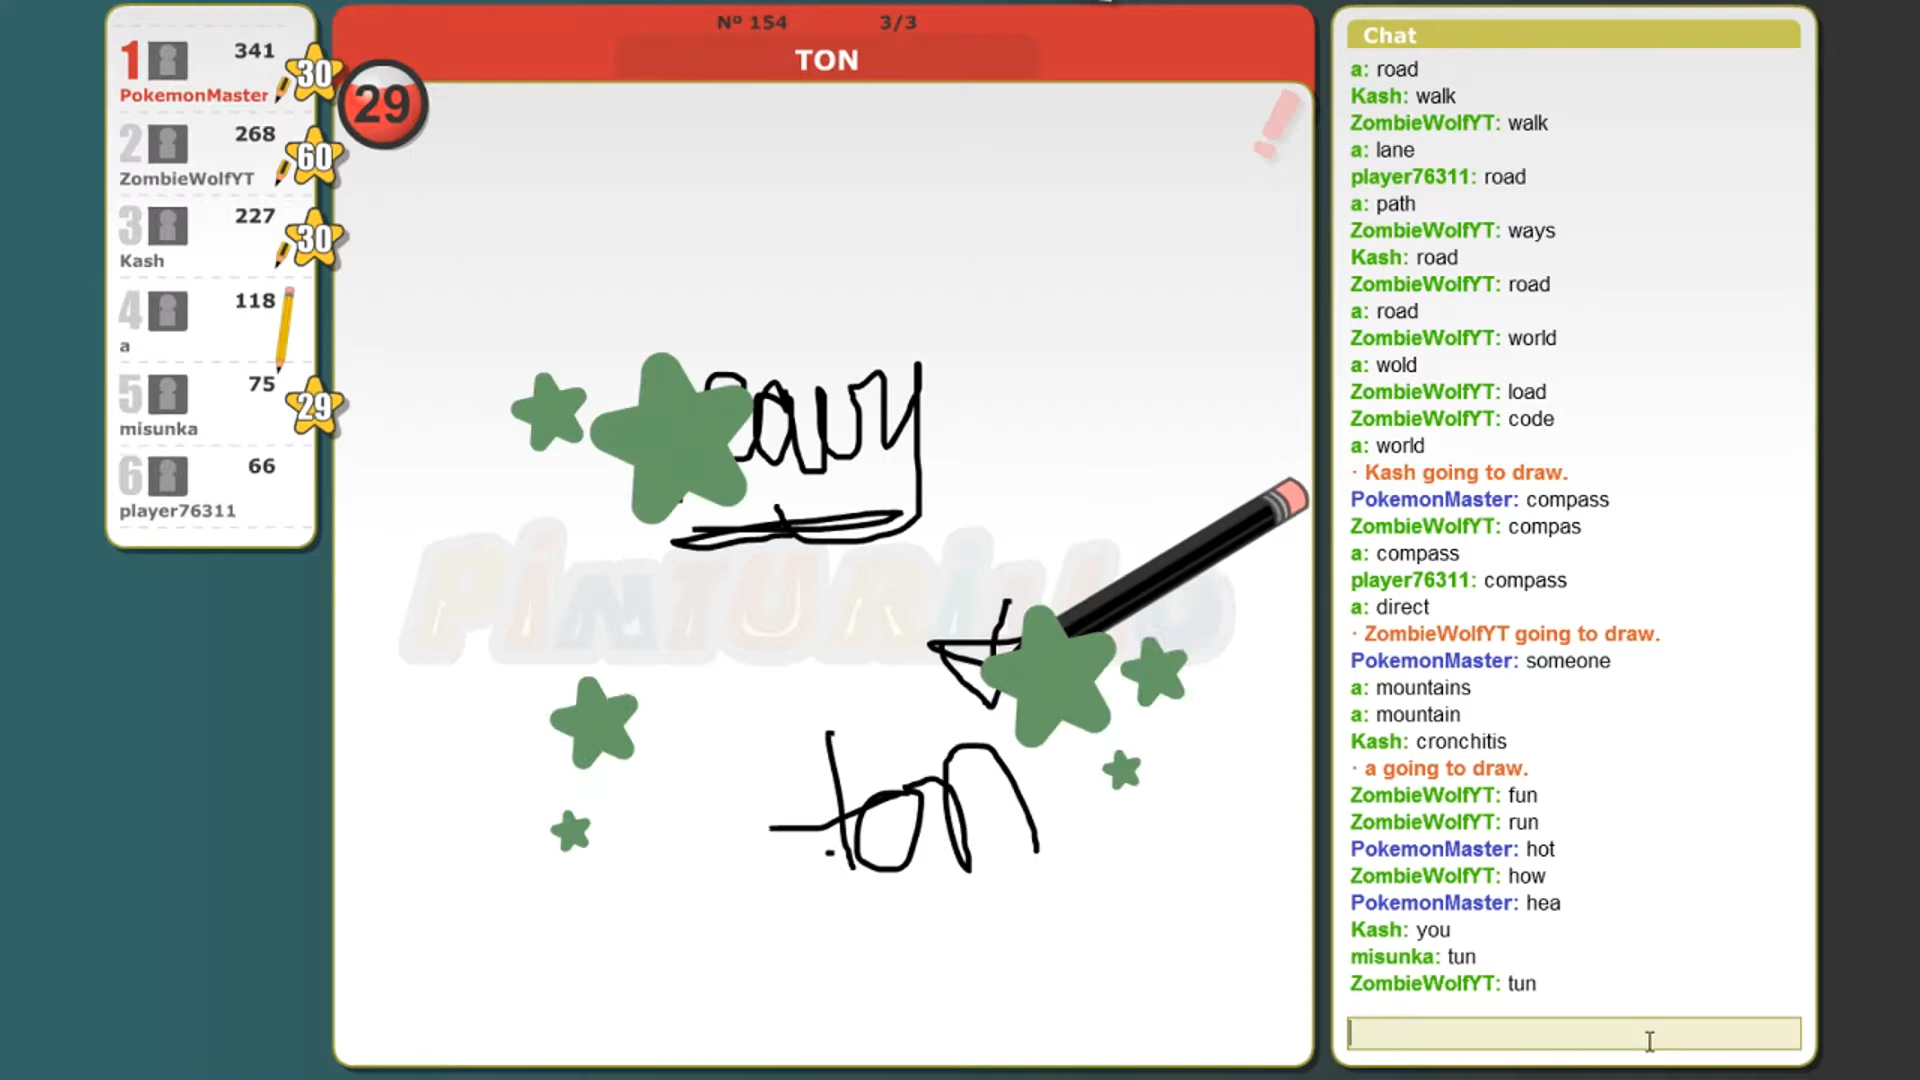 Nº 154 3/3
TON
29
1 341 30
PokemonMaster
2 268 60
ZombieWolfYT
3 227 30
Kash
4 118
a
5 75 29
misunka
6 66
player76311
ton
Chat
a: road
Kash: walk
ZombieWolfYT: walk
a: lane
player76311: road
a: path
ZombieWolfYT: ways
Kash: road
ZombieWolfYT: road
a: road
ZombieWolfYT: world
a: wold
ZombieWolfYT: load
ZombieWolfYT: code
a: world
· Kash going to draw.
PokemonMaster: compass
ZombieWolfYT: compas
a: compass
player76311: compass
a: direct
· ZombieWolfYT going to draw.
PokemonMaster: someone
a: mountains
a: mountain
Kash: cronchitis
· a going to draw.
ZombieWolfYT: fun
ZombieWolfYT: run
PokemonMaster: hot
ZombieWolfYT: how
PokemonMaster: hea
Kash: you
misunka: tun
ZombieWolfYT: tun